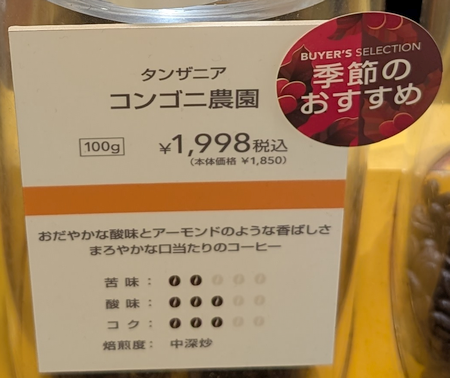 BUYER'S SELECTION
季節の
おすすめ
タンザニア
コンゴニ農園
100g ¥1,998税込
(本体価格 ¥1,850)
おだやかな酸味とアーモンドのような香ばしさ
まろやかな口当たりのコーヒー
苦味:
酸味:
コク:
焙煎度: 中深炒